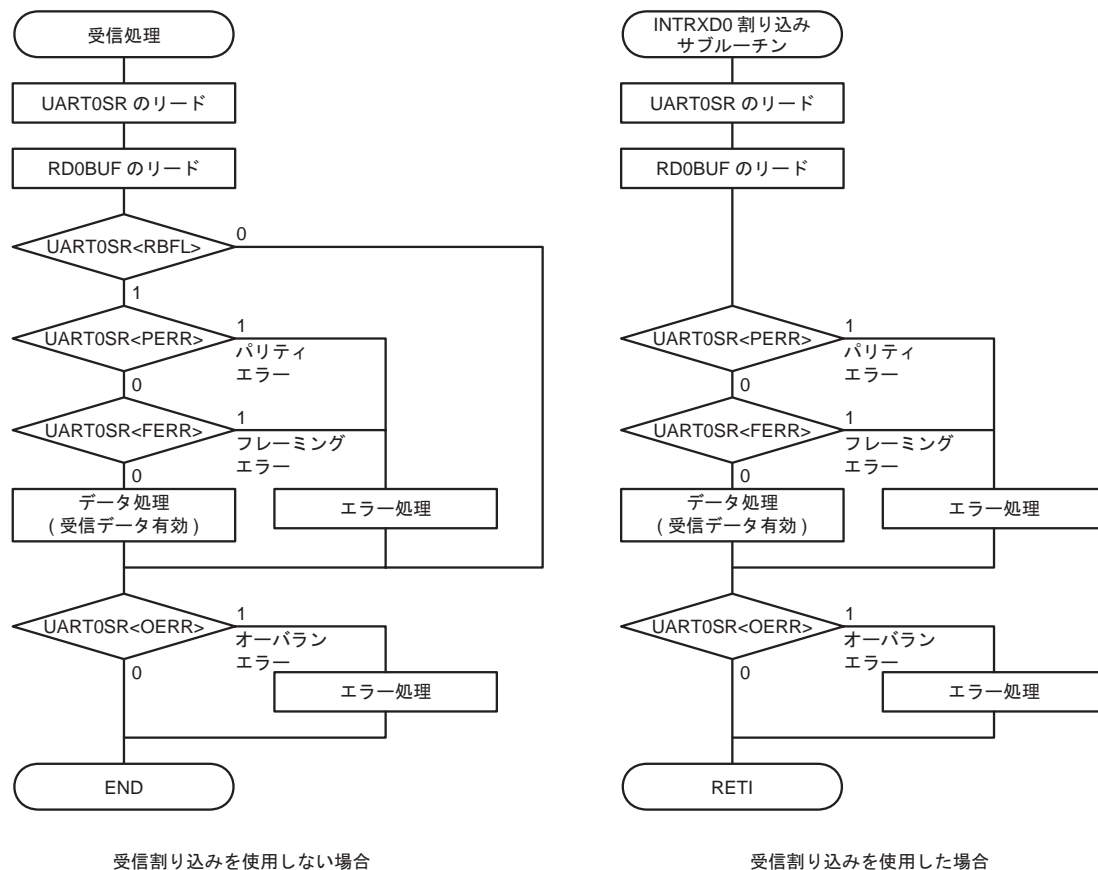 受信処理
UART0SR のリード
RD0BUF のリード
UART0SR<RBFL>
0
1
UART0SR<PERR>
1
パリティ
エラー
0
UART0SR<FERR>
1
フレーミング
エラー
0
データ処理
( 受信データ有効 )
エラー処理
UART0SR<OERR>
1
オーバラン
エラー
0
エラー処理
END
受信割り込みを使用しない場合
INTRXD0 割り込み
サブルーチン
UART0SR のリード
RD0BUF のリード
UART0SR<PERR>
1
パリティ
エラー
0
UART0SR<FERR>
1
フレーミング
エラー
0
データ処理
( 受信データ有効 )
エラー処理
UART0SR<OERR>
1
オーバラン
エラー
0
エラー処理
RETI
受信割り込みを使用した場合